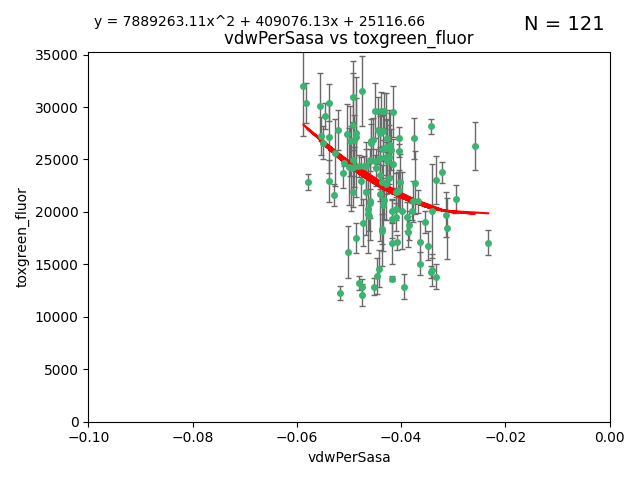 y = 7889263.11x^2 + 409076.13x + 25116.66
N = 121
vdwPerSasa vs toxgreen_fluor
35000
30000
25000
20000
15000
10000
5000
0
toxgreen_fluor
−0.10
−0.08
−0.06
−0.04
−0.02
0.00
vdwPerSasa